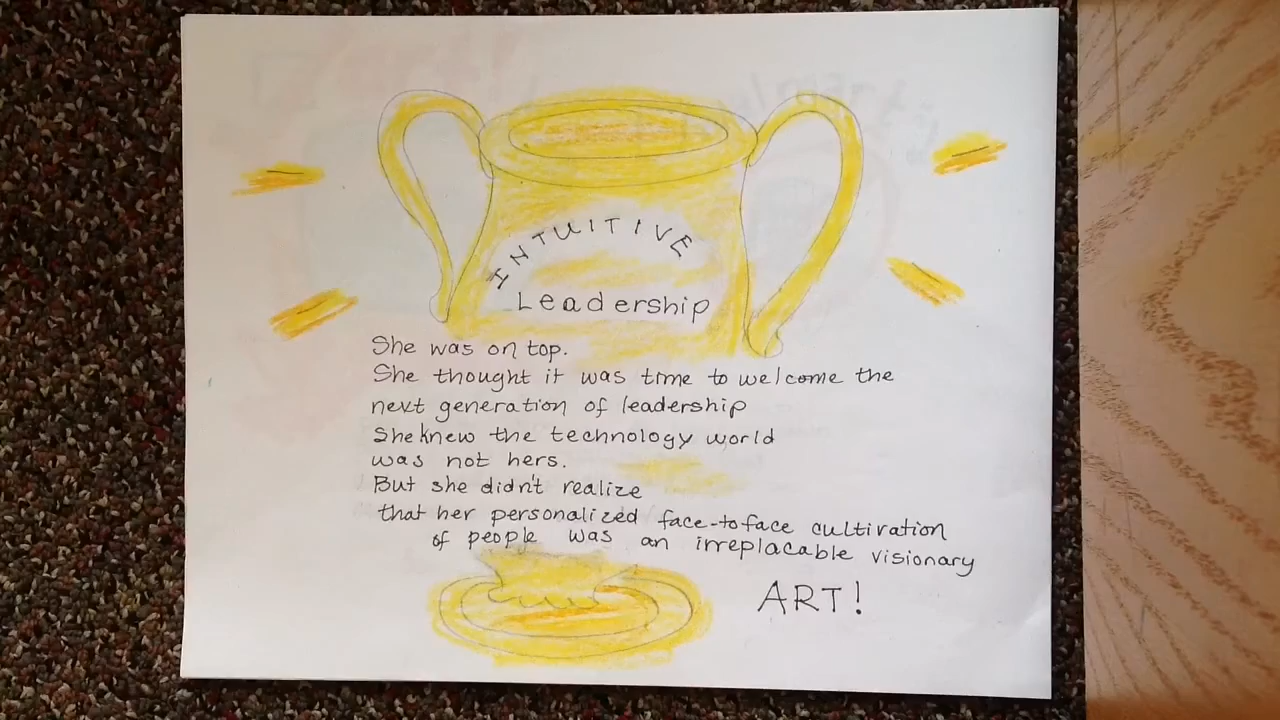 INTUITIVE
Leadership
She was on top.
She thought it was time to welcome the
next generation of leadership
She knew the technology world
was not hers.
But she didn't realize
that her personalized face-to face cultivation
of people was an irreplacable visionary
ART!